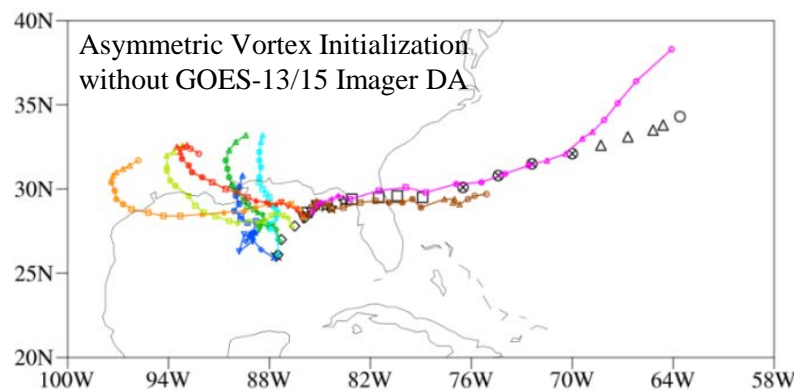 40N
Asymmetric Vortex Initialization
without GOES-13/15 Imager DA
35N
30N
25N
20N
100W 94W 88W 82W 76W 70W 64W 58W